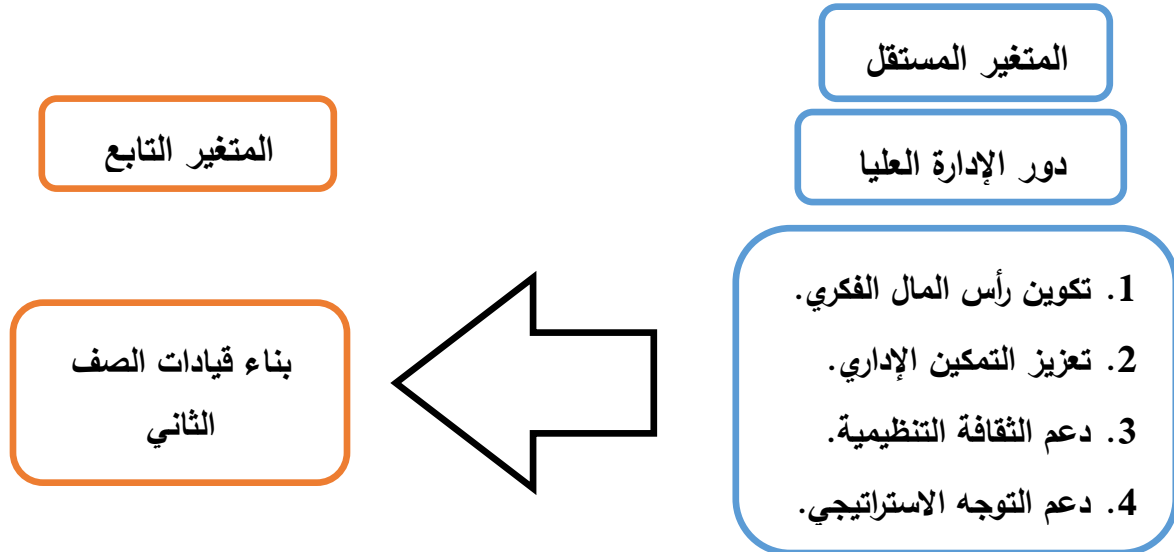 المتغير المستقل
دور الإدارة العليا
1. تكوين رأس المال الفكري.
2. تعزيز التمكين الإداري.
3. دعم الثقافة التنظيمية.
4. دعم التوجه الاستراتيجي.
المتغير التابع
بناء قيادات الصف
الثاني